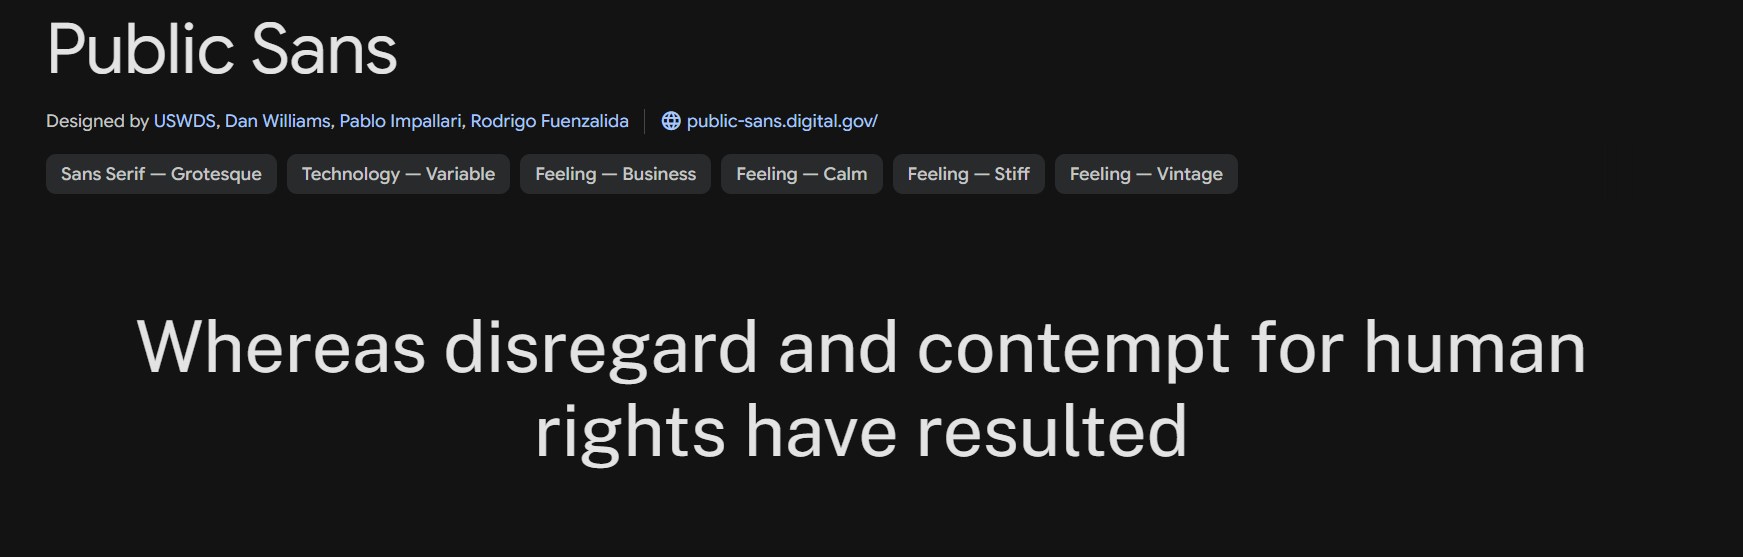 Public Sans
Designed by USWDS, Dan Williams, Pablo Impallari, Rodrigo Fuenzalida public-sans.digital.gov/
Sans Serif — Grotesque Technology — Variable Feeling — Business Feeling — Calm Feeling — Stiff Feeling — Vintage
Whereas disregard and contempt for human
rights have resulted